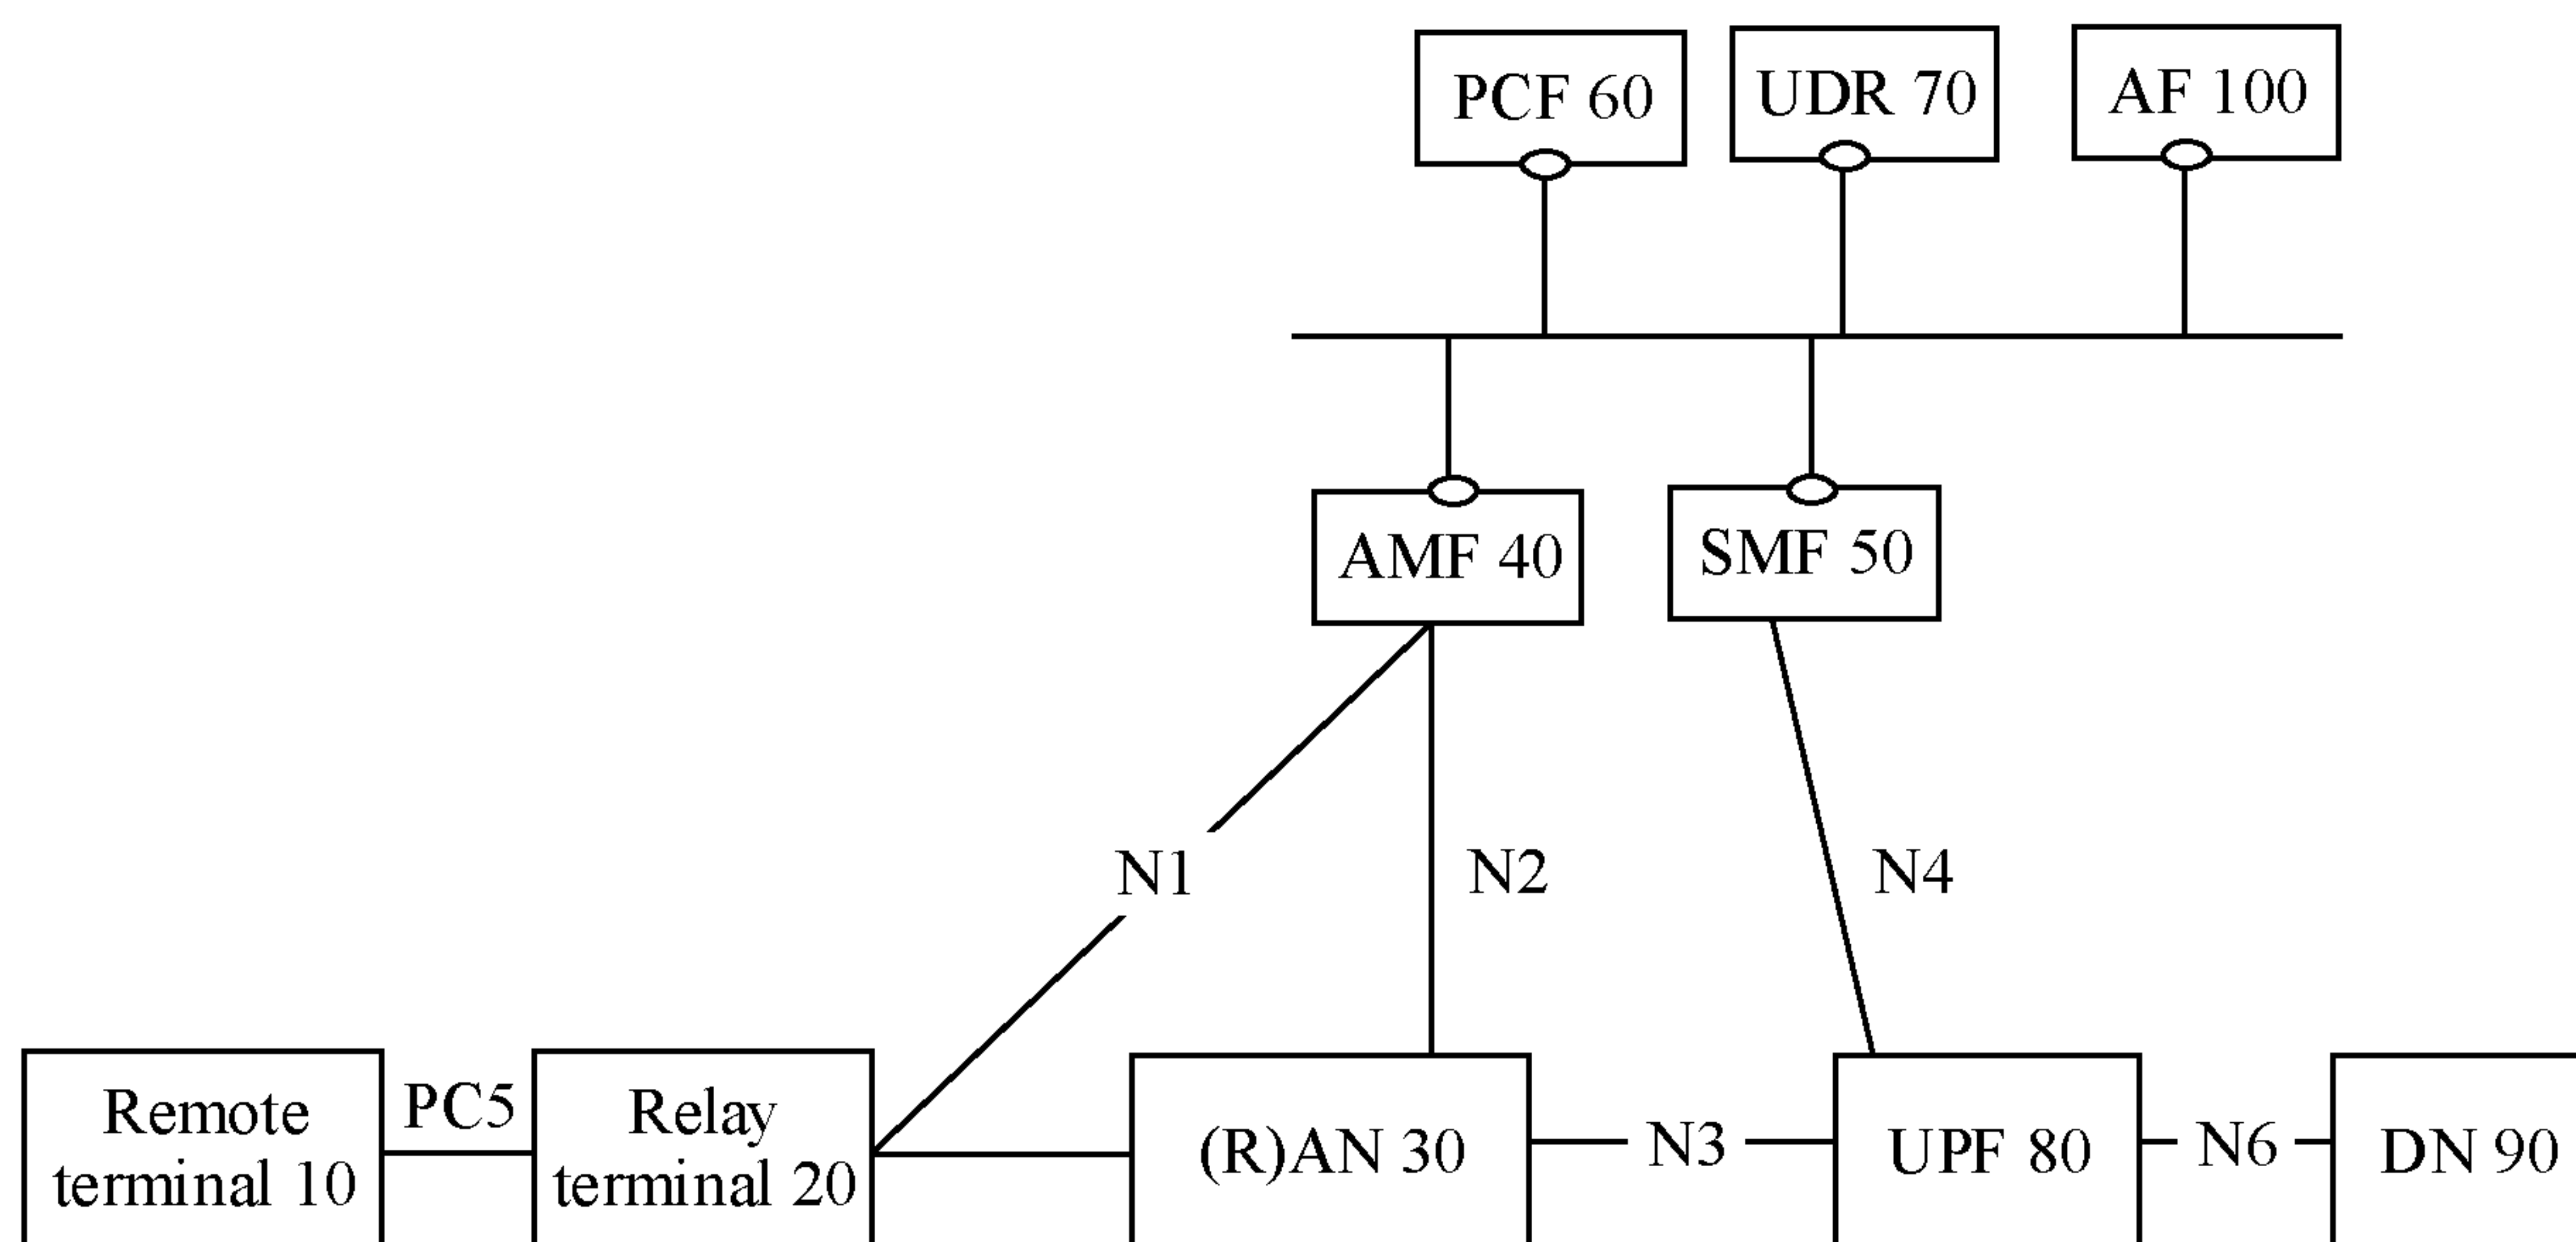 PCF 60
UDR 70
AF 100
AMF 40
SMF 50
N1
N2
N4
Remote
terminal 10
PC5
Relay
terminal 20
(R)AN 30
N3
UPF 80
N6
DN 90